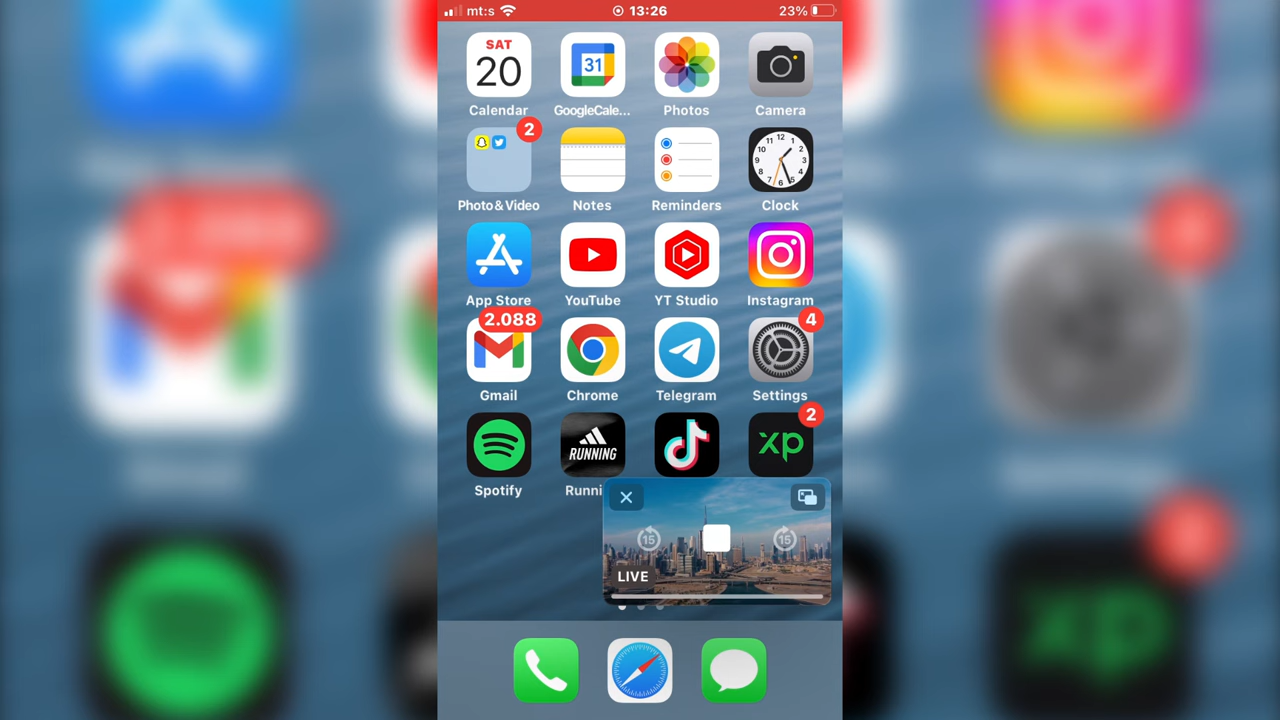 mt:s 13:26 23%
SAT
20 31
Calendar GoogleCale... Photos Camera
2
Photo & Video Notes Reminders Clock
App Store YouTube YT Studio Instagram
2.088 4
Gmail Chrome Telegram Settings
2
RUNNING xp
Spotify Runni
15 15
LIVE